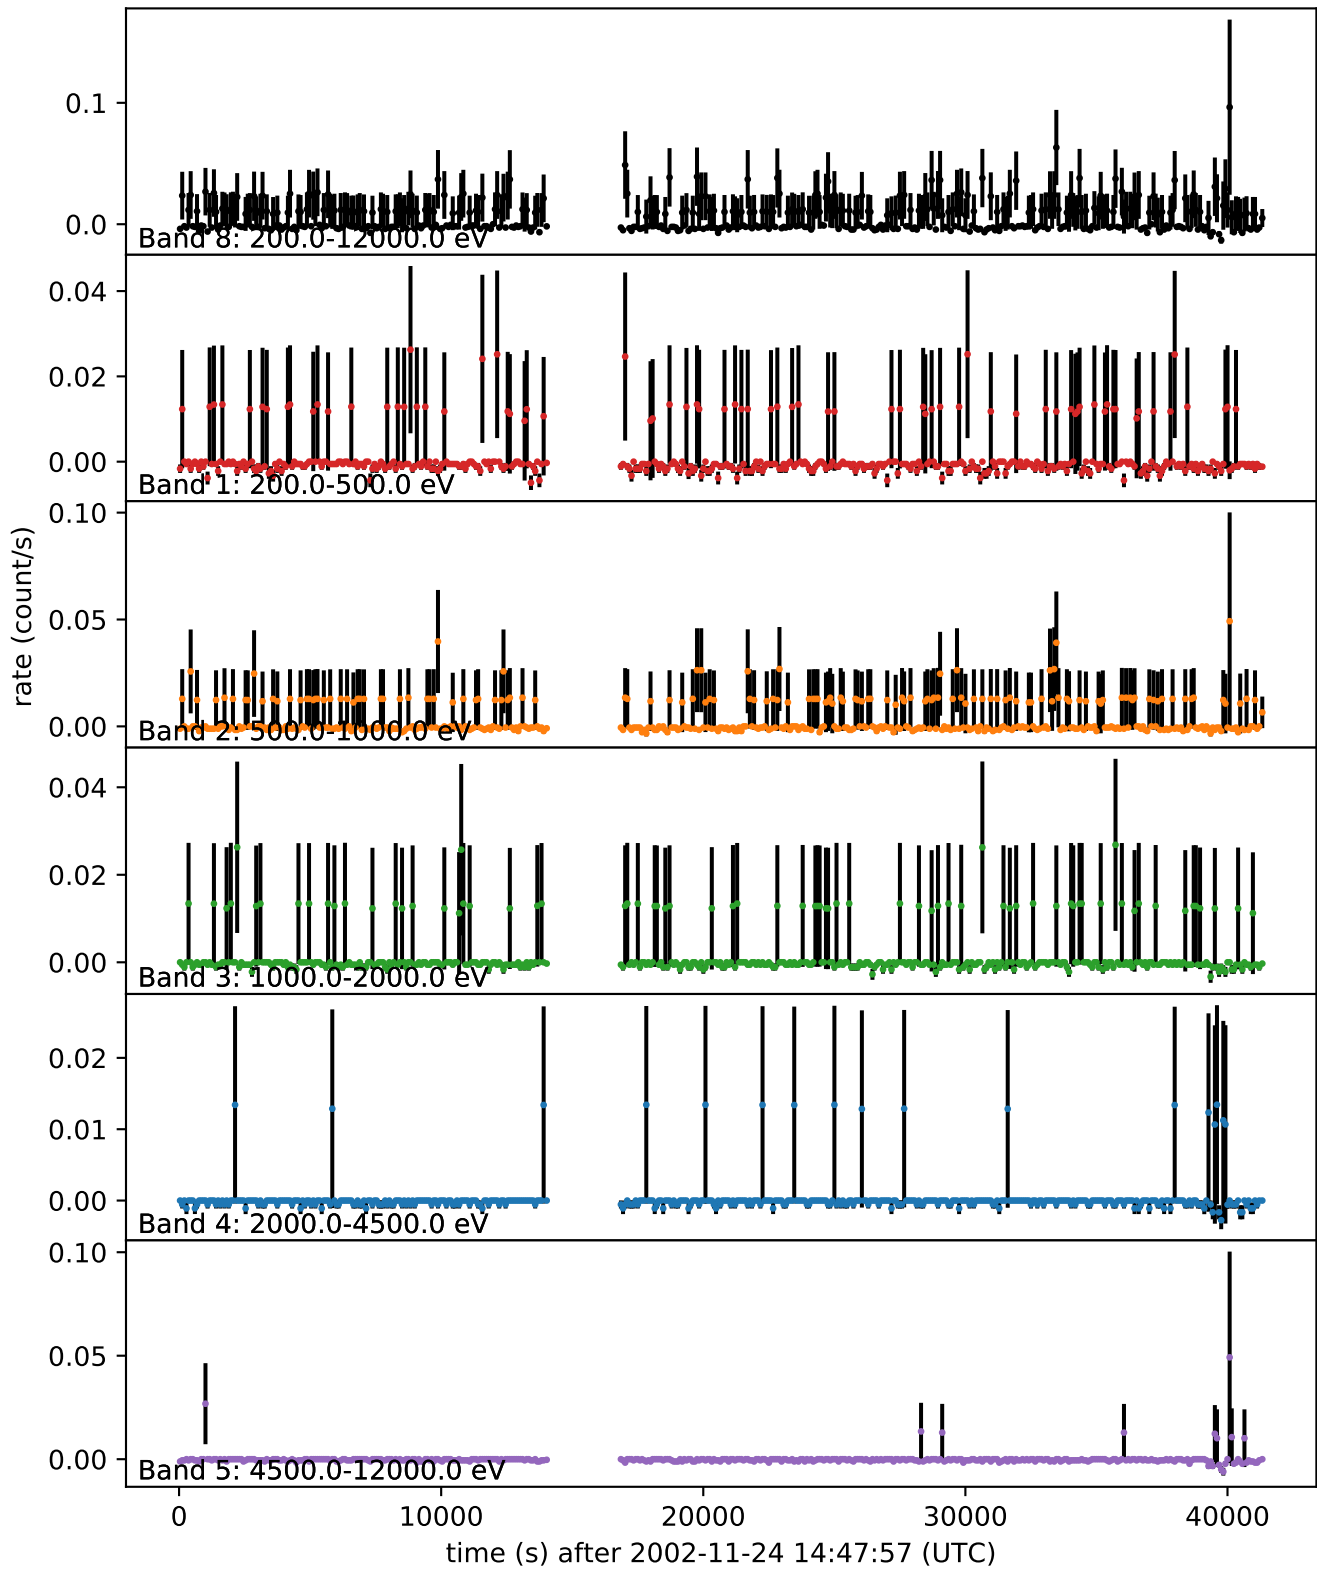 0.1
0.0
Band 8: 200.0-12000.0 eV
0.04
0.02
0.00
Band 1: 200.0-500.0 eV
0.10
0.05
0.00
Band 2: 500.0-1000.0 eV
rate (count/s)
0.04
0.02
0.00
Band 3: 1000.0-2000.0 eV
0.02
0.01
0.00
Band 4: 2000.0-4500.0 eV
0.10
0.05
0.00
Band 5: 4500.0-12000.0 eV
0 10000 20000 30000 40000
time (s) after 2002-11-24 14:47:57 (UTC)